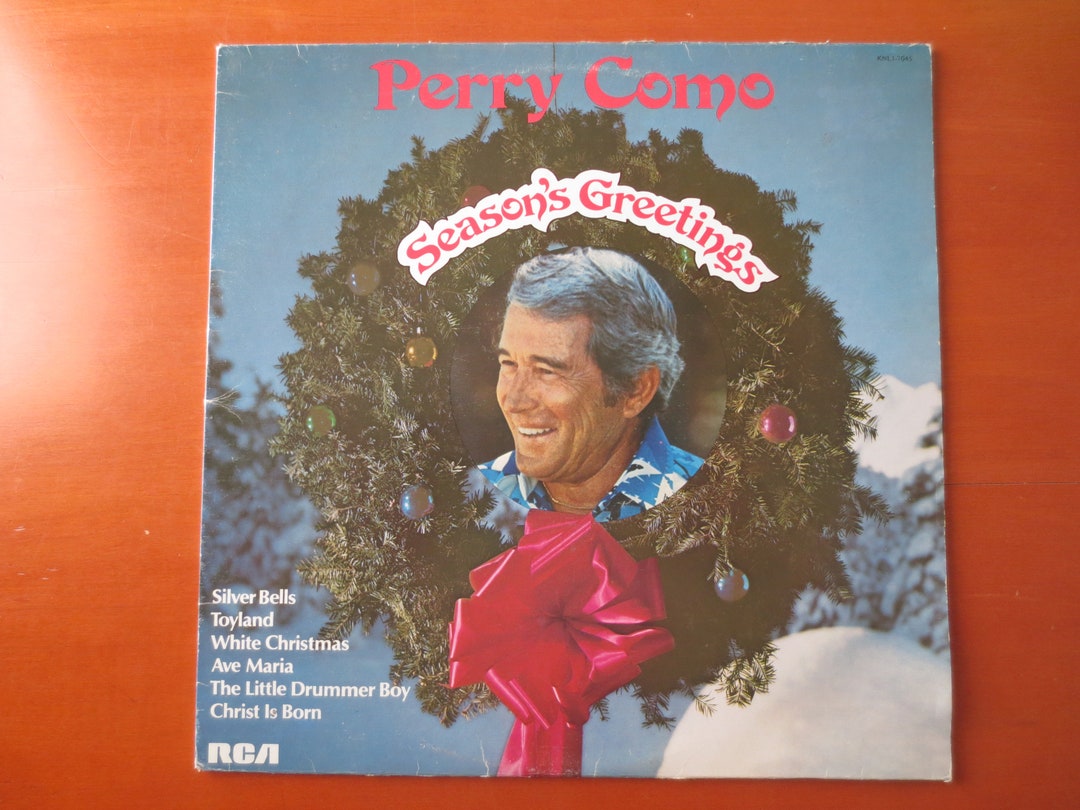 Perry Como
Season's Greetings
Silver Bells
Toyland
White Christmas
Ave Maria
The Little Drummer Boy
Christ Is Born
RCA